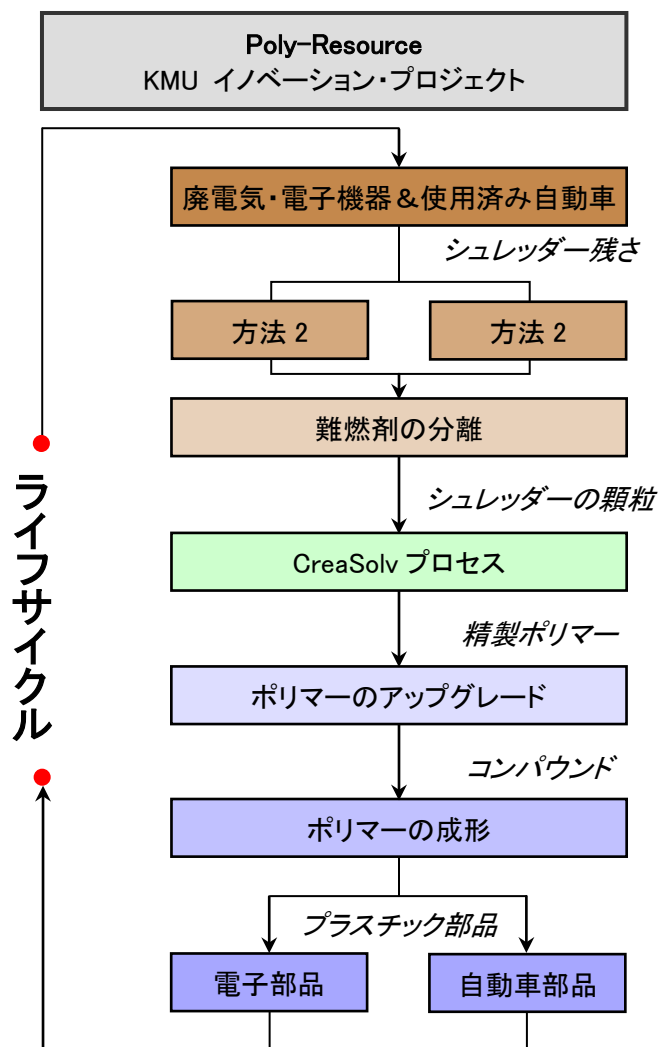 Poly-Resource
KMU イノベーション・プロジェクト
廃電気・電子機器＆使用済み自動車
シュレッダー残さ
方法 2
方法 2
難燃剤の分離
シュレッダーの顆粒
CreaSolv プロセス
精製ポリマー
ポリマーのアップグレード
コンパウンド
ポリマーの成形
プラスチック部品
電子部品
自動車部品
ライフサイクル